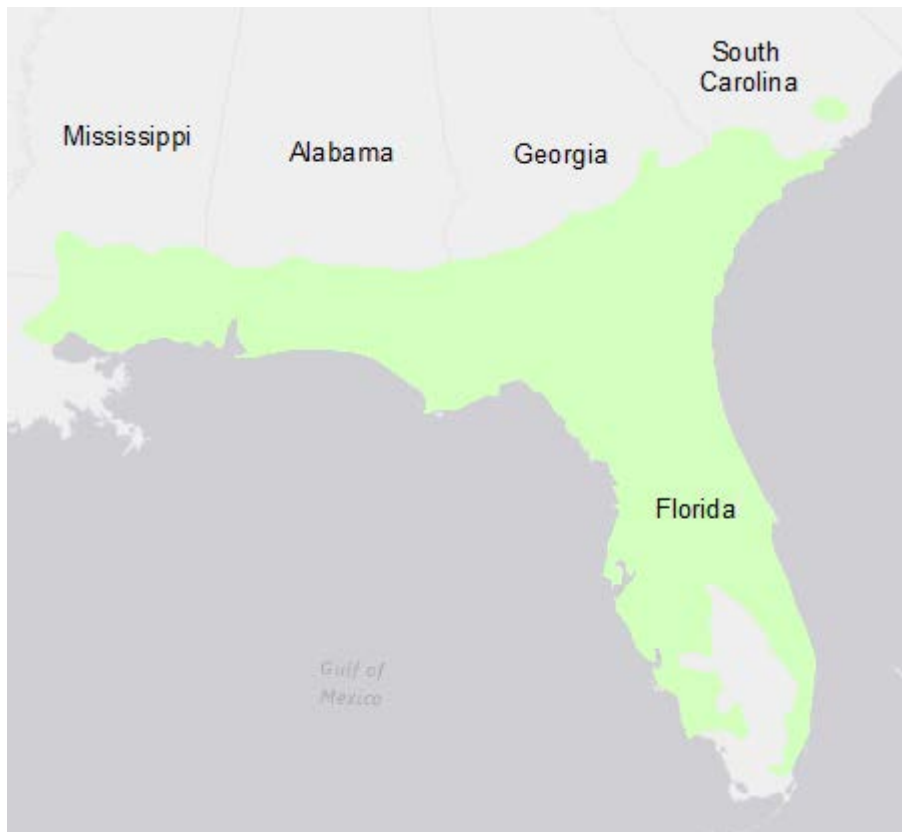 South
Carolina
Mississippi
Alabama
Georgia
Florida
Gulf of
Mexico